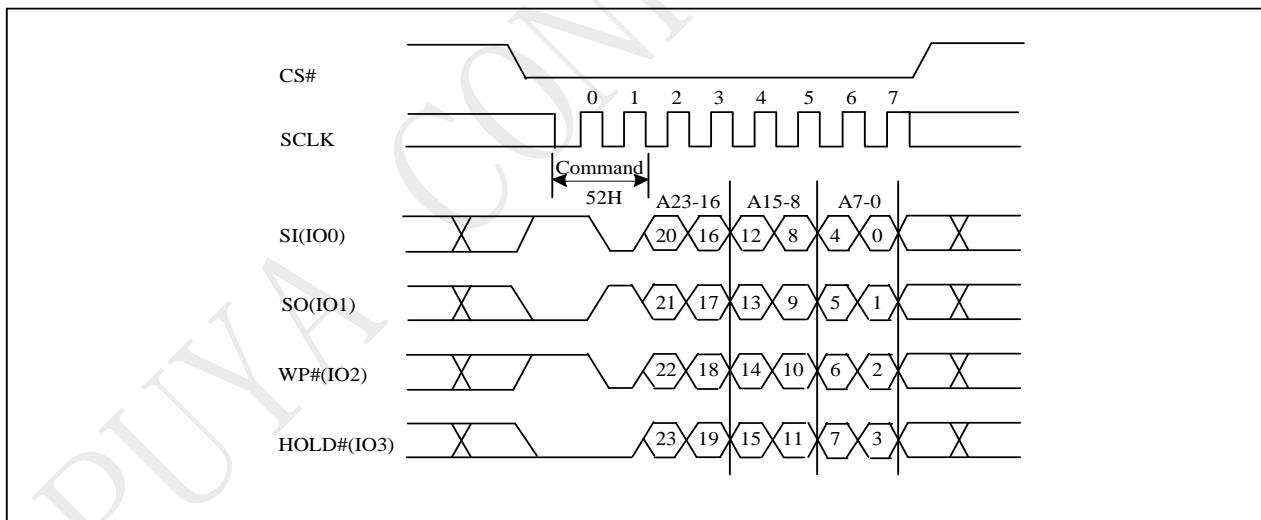 CS#
0 1 2 3 4 5 6 7
SCLK
Command
52H
A23-16 A15-8 A7-0
SI(IO0) 20 16 12 8 4 0
SO(IO1) 21 17 13 9 5 1
WP#(IO2) 22 18 14 10 6 2
HOLD#(IO3) 23 19 15 11 7 3
PUYA CON